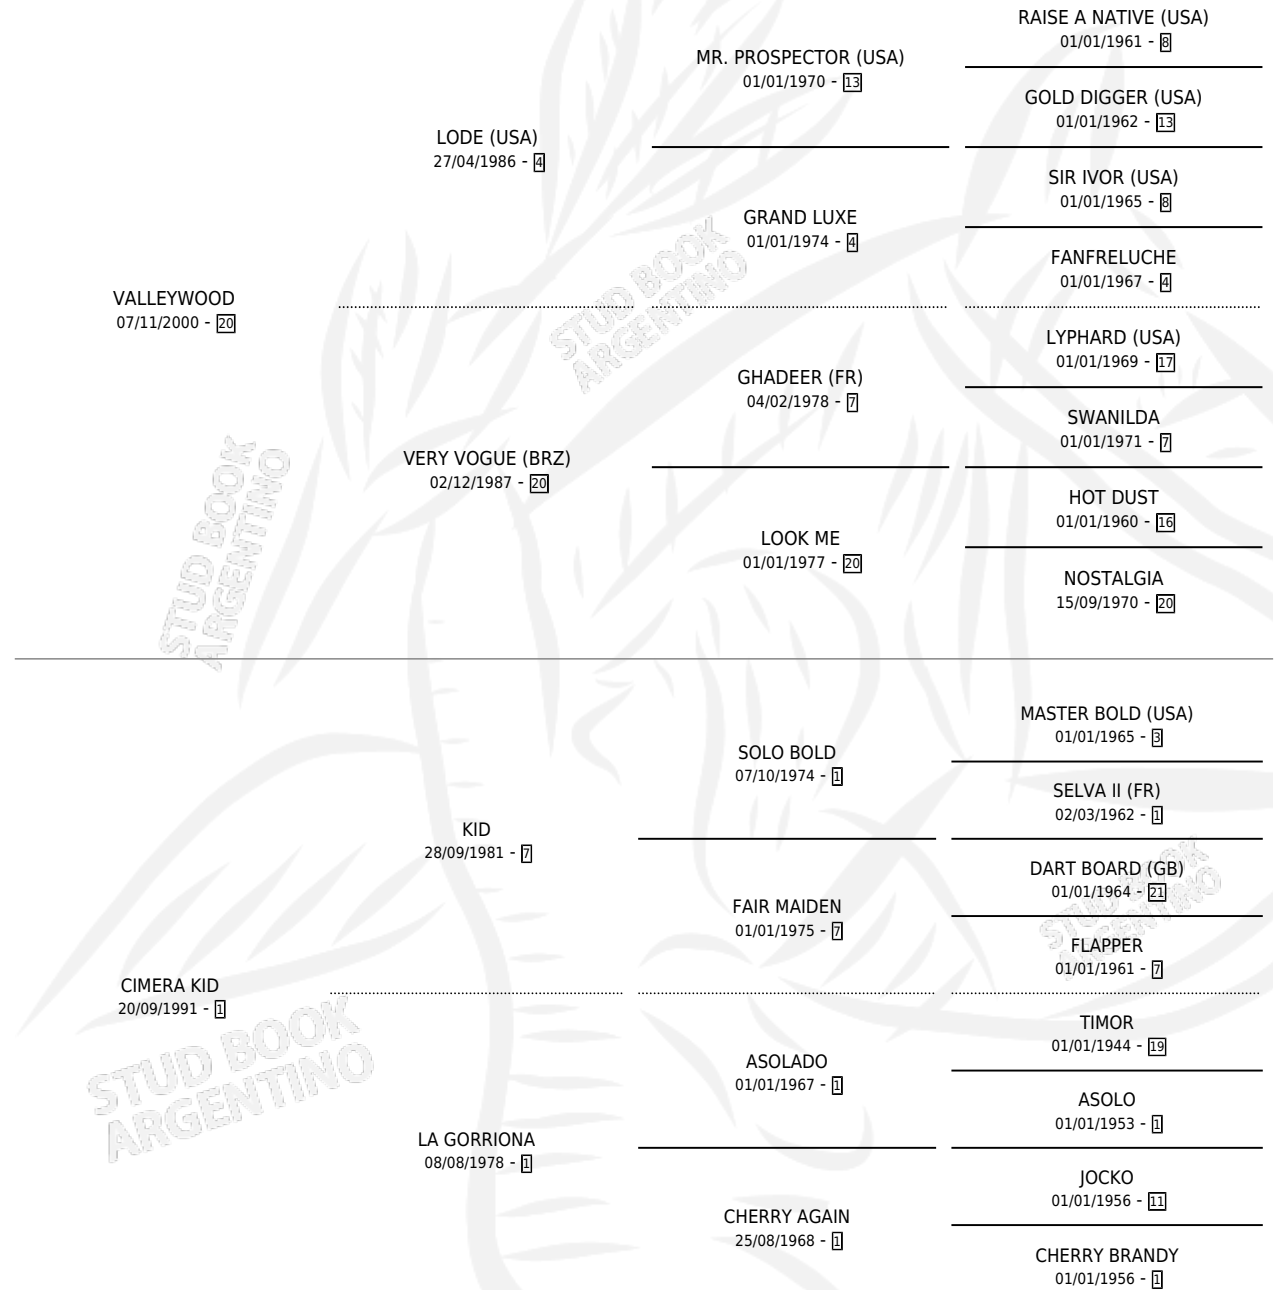 RAISE A NATIVE (USA)
01/01/1961 - 8
MR. PROSPECTOR (USA)
01/01/1970 - 13
GOLD DIGGER (USA)
01/01/1962 - 13
LODE (USA)
27/04/1986 - 4
SIR IVOR (USA)
01/01/1965 - 8
GRAND LUXE
01/01/1974 - 4
FANFRELUCHE
01/01/1967 - 4
VALLEYWOOD
07/11/2000 - 20
STUD BOOK
ARGENTINO
LYPHARD (USA)
01/01/1969 - 17
GHADEER (FR)
04/02/1978 - 7
SWANILDA
01/01/1971 - 7
VERY VOGUE (BRZ)
02/12/1987 - 20
HOT DUST
01/01/1960 - 16
LOOK ME
01/01/1977 - 20
NOSTALGIA
15/09/1970 - 20
STUD BOOK
ARGENTINO
MASTER BOLD (USA)
01/01/1965 - 3
SOLO BOLD
07/10/1974 - 1
SELVA II (FR)
02/03/1962 - 1
KID
28/09/1981 - 7
DART BOARD (GB)
01/01/1964 - 21
STUD BOOK
ARGENTINO
FAIR MAIDEN
01/01/1975 - 7
FLAPPER
01/01/1961 - 7
CIMERA KID
20/09/1991 - 1
STUD BOOK
ARGENTINO
TIMOR
01/01/1944 - 19
ASOLADO
01/01/1967 - 1
ASOLO
01/01/1953 - 1
LA GORRIONA
08/08/1978 - 1
JOCKO
01/01/1956 - 11
CHERRY AGAIN
25/08/1968 - 1
CHERRY BRANDY
01/01/1956 - 1